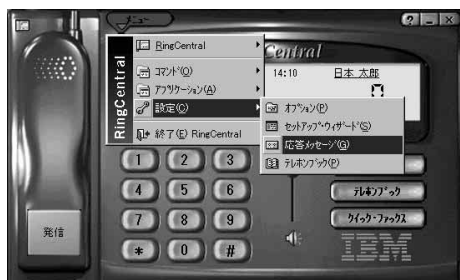 メニュー
RingCentral
Central
RingCentral
コマンド(O)
アプリケーション(A)
設定(C)
終了(E) RingCentral
14:10
日本 太郎
0
オプション(P)
セットアップ・ウィザード(S)
応答メッセージ(G)
テレホンブック(P)
1 2 3
4 5 6
7 8 9
* 0 #
発信
テレホンブック
クイック・ファックス
IBM